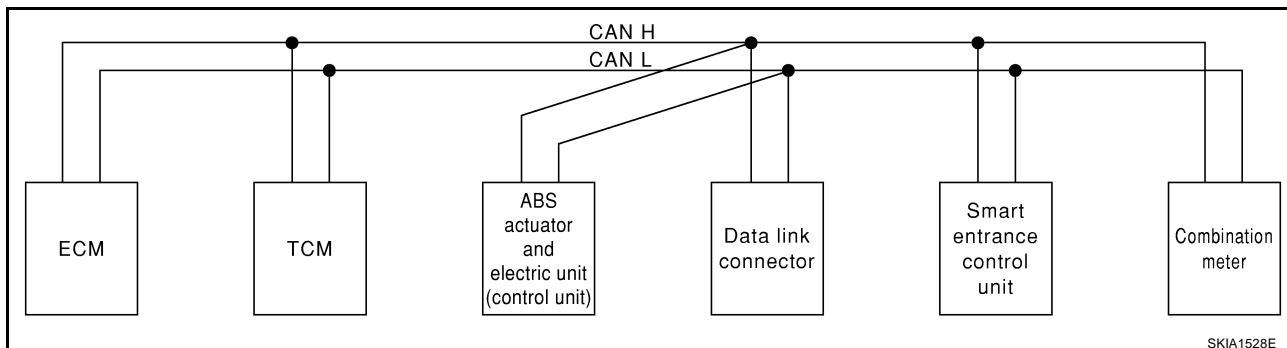 CAN H
CAN L
ECM
TCM
ABS
actuator
and
electric unit
(control unit)
Data link
connector
Smart
entrance
control
unit
Combination
meter
SKIA1528E